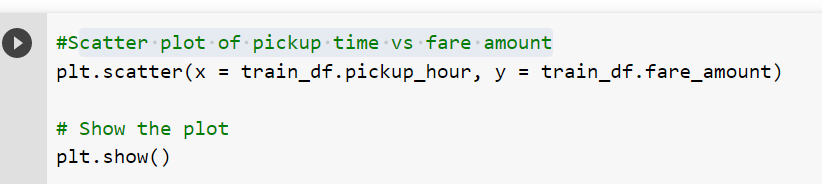 #Scatter plot of pickup time vs fare amount
plt.scatter(x = train_df.pickup_hour, y = train_df.fare_amount)
# Show the plot
plt.show()